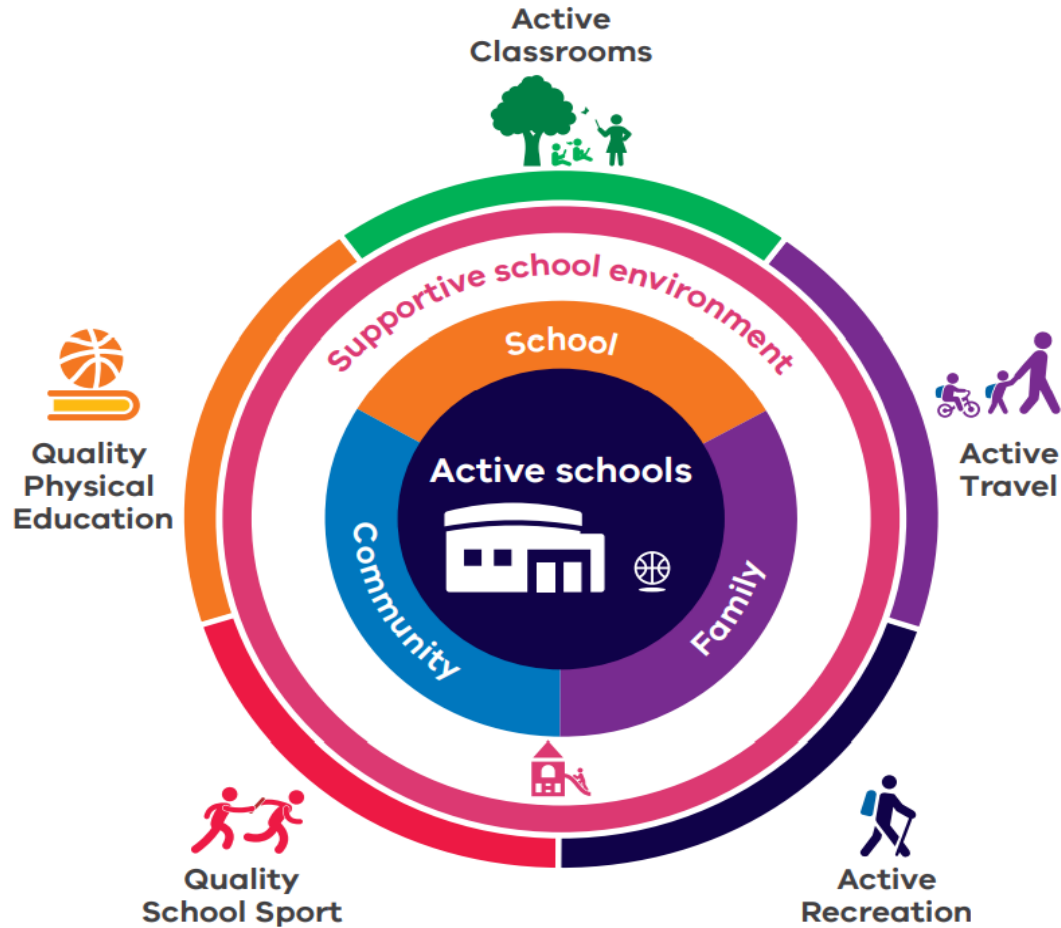 Active
Classrooms
Supportive school environment
School
Quality
Physical
Education
Active schools
Active
Travel
Community
Family
Quality
School Sport
Active
Recreation